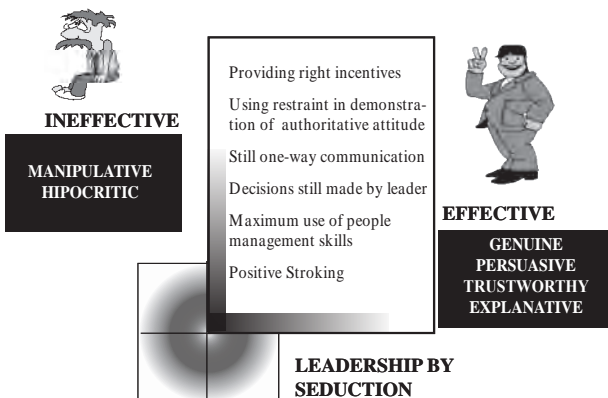 INEFFECTIVE
MANIPULATIVE
HIPOCRITIC
Providing right incentives
Using restraint in demonstra-
tion of authoritative attitude
Still one-way communication
Decisions still made by leader
Maximum use of people
management skills
Positive Stroking
EFFECTIVE
GENUINE
PERSUASIVE
TRUSTWORTHY
EXPLANATIVE
LEADERSHIP BY
SEDUCTION